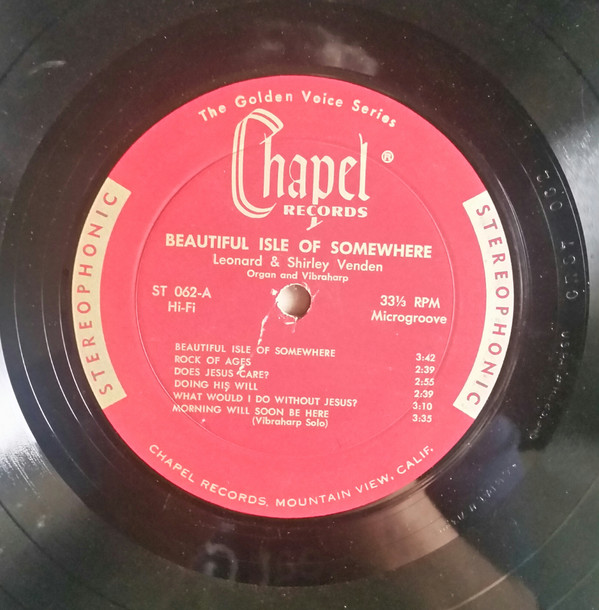 The Golden Voice Series
Chapel ®
RECORDS
BEAUTIFUL ISLE OF SOMEWHERE
Leonard & Shirley Venden
Organ and Vibraharp
ST 062-A
Hi-Fi
33⅓ RPM
Microgroove
STEREOPHONIC
STEREOPHONIC
BEAUTIFUL ISLE OF SOMEWHERE 3:42
ROCK OF AGES 2:39
DOES JESUS CARE? 2:55
DOING HIS WILL 2:39
WHAT WOULD I DO WITHOUT JESUS? 3:10
MORNING WILL SOON BE HERE 3:35
(Vibraharp Solo)
CHAPEL RECORDS, MOUNTAIN VIEW, CALIF.